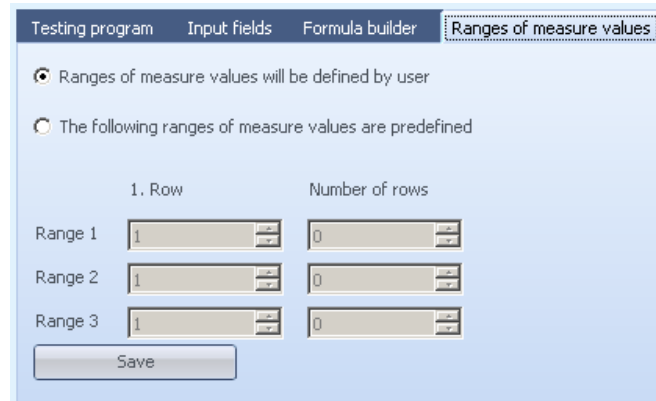 Testing program Input fields Formula builder Ranges of measure values
Ranges of measure values will be defined by user
The following ranges of measure values are predefined
1. Row Number of rows
Range 1 1 0
Range 2 1 0
Range 3 1 0
Save